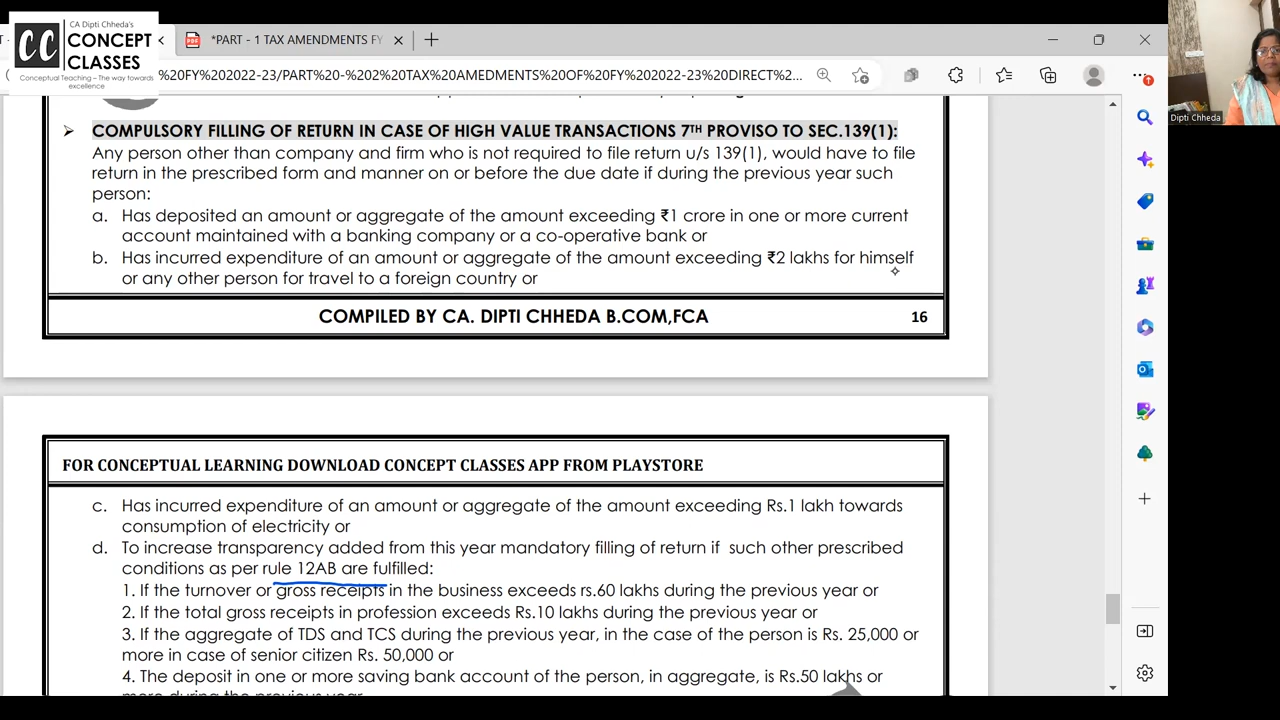 CA Dipti Chheda's
CONCEPT
CLASSES
CC
Conceptual Teaching – The way towards
excellence
*PART - 1 TAX AMENDMENTS FY
%20FY%202022-23/PART%20-%202%20TAX%20AMEDMENTS%20OF%20FY%202022-23%20DIRECT%2...
Dipti Chheda
➢ COMPULSORY FILLING OF RETURN IN CASE OF HIGH VALUE TRANSACTIONS 7TH PROVISO TO SEC.139(1):
Any person other than company and firm who is not required to file return u/s 139(1), would have to file
return in the prescribed form and manner on or before the due date if during the previous year such
person:
a. Has deposited an amount or aggregate of the amount exceeding ₹1 crore in one or more current
account maintained with a banking company or a co-operative bank or
b. Has incurred expenditure of an amount or aggregate of the amount exceeding ₹2 lakhs for himself
or any other person for travel to a foreign country or
COMPILED BY CA. DIPTI CHHEDA B.COM,FCA 16
FOR CONCEPTUAL LEARNING DOWNLOAD CONCEPT CLASSES APP FROM PLAYSTORE
c. Has incurred expenditure of an amount or aggregate of the amount exceeding Rs.1 lakh towards
consumption of electricity or
d. To increase transparency added from this year mandatory filling of return if such other prescribed
conditions as per rule 12AB are fulfilled:
1. If the turnover or gross receipts in the business exceeds rs.60 lakhs during the previous year or
2. If the total gross receipts in profession exceeds Rs.10 lakhs during the previous year or
3. If the aggregate of TDS and TCS during the previous year, in the case of the person is Rs. 25,000 or
more in case of senior citizen Rs. 50,000 or
4. The deposit in one or more saving bank account of the person, in aggregate, is Rs.50 lakhs or
more during the previous year